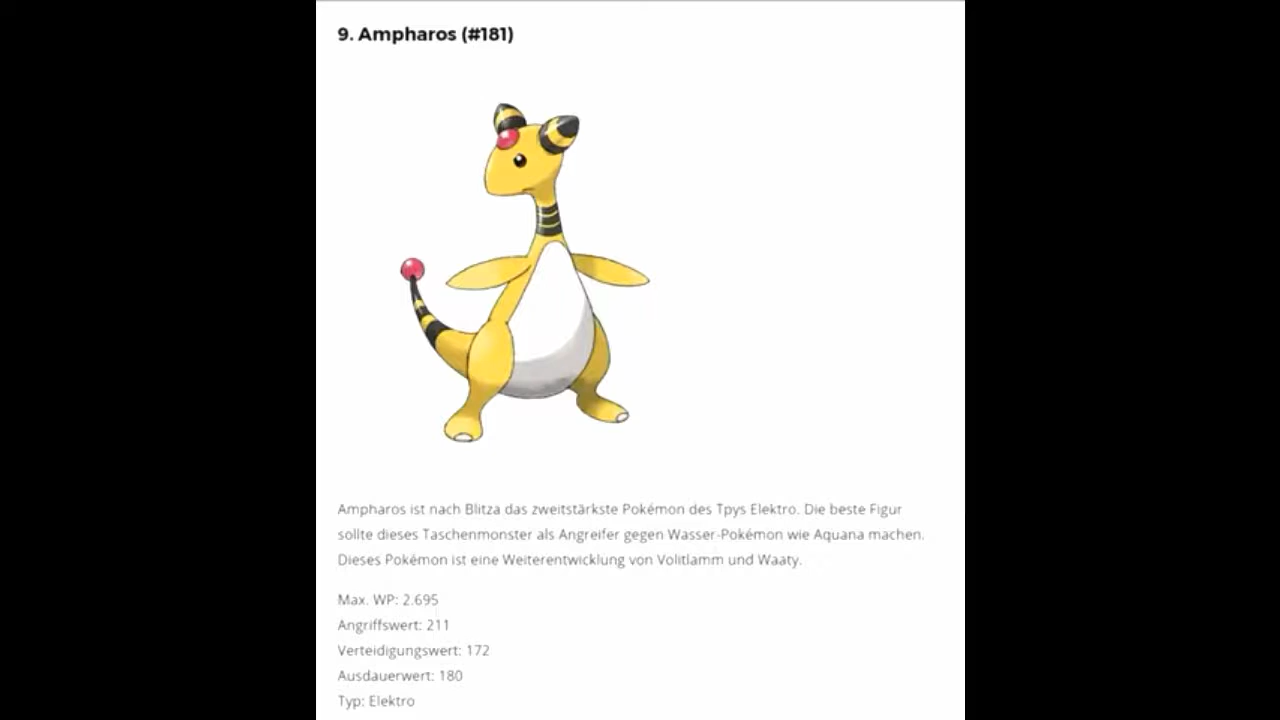 9. Ampharos (#181)
Ampharos ist nach Blitza das zweitstärkste Pokémon des Tpys Elektro. Die beste Figur
sollte dieses Taschenmonster als Angreifer gegen Wasser-Pokémon wie Aquana machen.
Dieses Pokémon ist eine Weiterentwicklung von Volitlamm und Waaty.
Max. WP: 2.695
Angriffswert: 211
Verteidigungswert: 172
Ausdauerwert: 180
Typ: Elektro